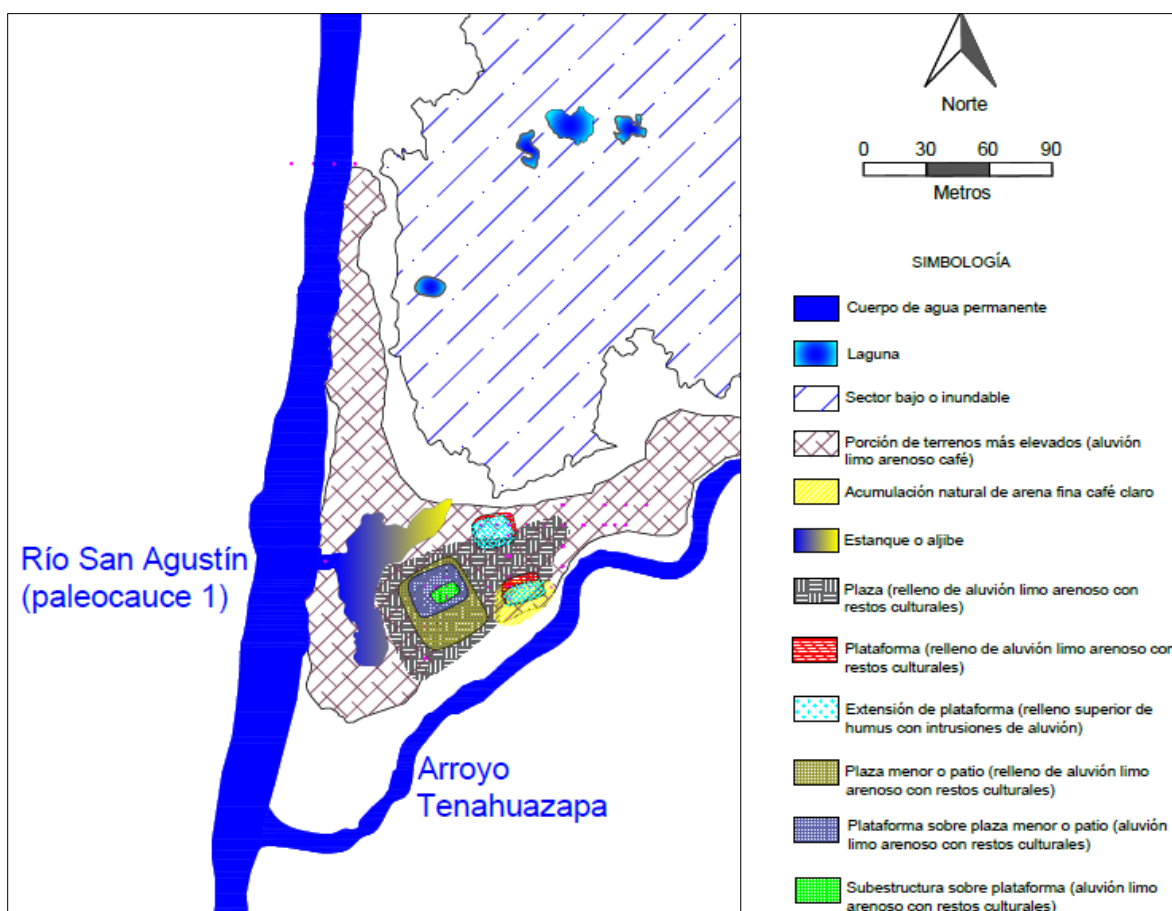 Río San Agustín
(paleocauce 1)
Arroyo
Tenahuazapa
Norte
0 30 60 90
Metros
SIMBOLOGÍA
Cuerpo de agua permanente
Laguna
Sector bajo o inundable
Porción de terrenos más elevados (aluvión
limo arenoso café)
Acumulación natural de arena fina café claro
Estanque o aljibe
Plaza (relleno de aluvión limo arenoso con
restos culturales)
Plataforma (relleno de aluvión limo arenoso con
restos culturales)
Extensión de plataforma (relleno superior de
humus con intrusiones de aluvión)
Plaza menor o patio (relleno de aluvión limo
arenoso con restos culturales)
Plataforma sobre plaza menor o patio (aluvión
limo arenoso con restos culturales)
Subestructura sobre plataforma (aluvión limo
arenoso con restos culturales)